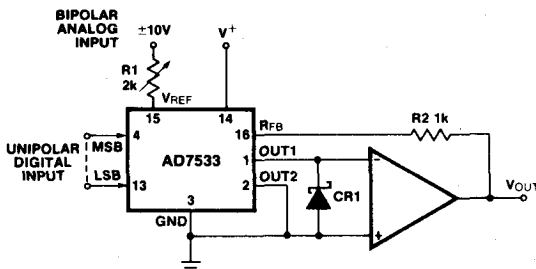 BIPOLAR
ANALOG
INPUT
±10V
V+
R1
2k
VREF
15
14
UNIPOLAR
DIGITAL
INPUT
MSB
LSB
4
13
AD7533
16
RFB
R2 1k
1
OUT1
2
OUT2
3
GND
CR1
−
+
VOUT